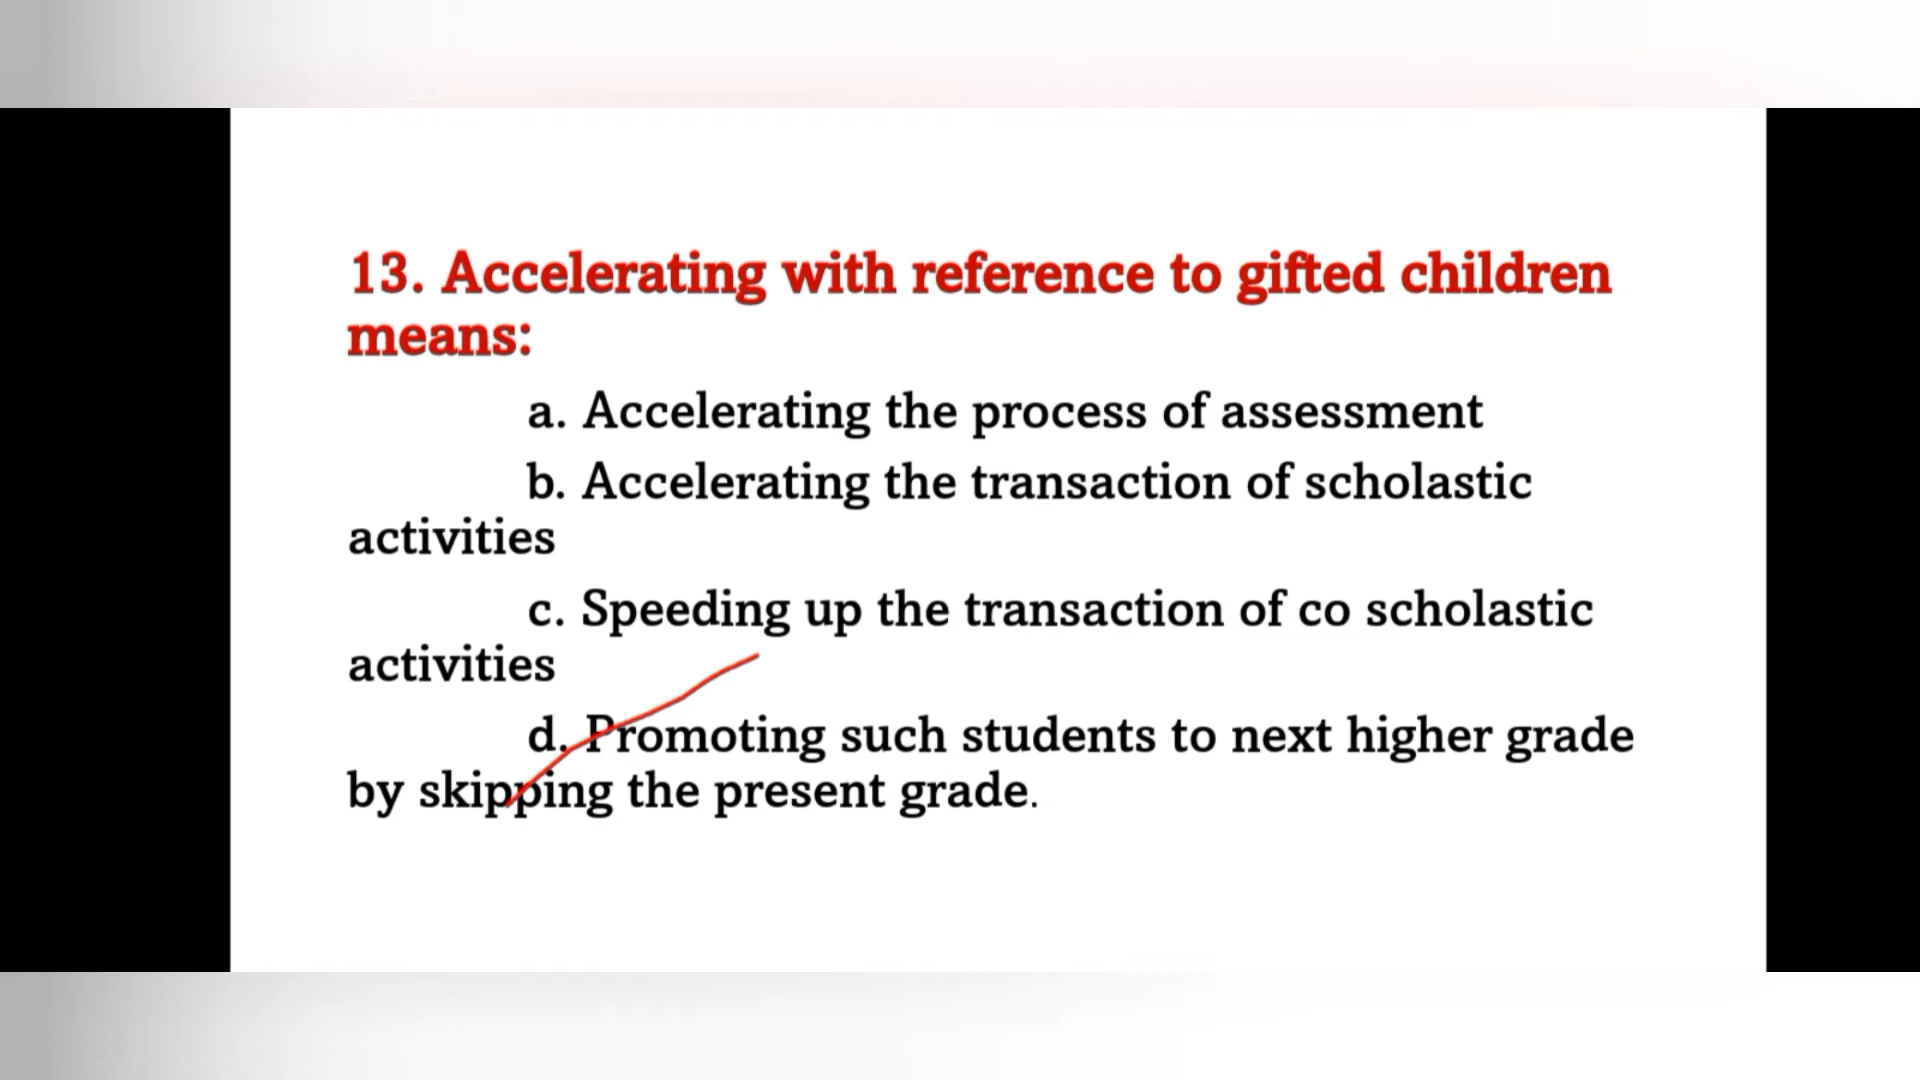 13. Accelerating with reference to gifted children
means:
a. Accelerating the process of assessment
b. Accelerating the transaction of scholastic
activities
c. Speeding up the transaction of co scholastic
activities
d. Promoting such students to next higher grade
by skipping the present grade.